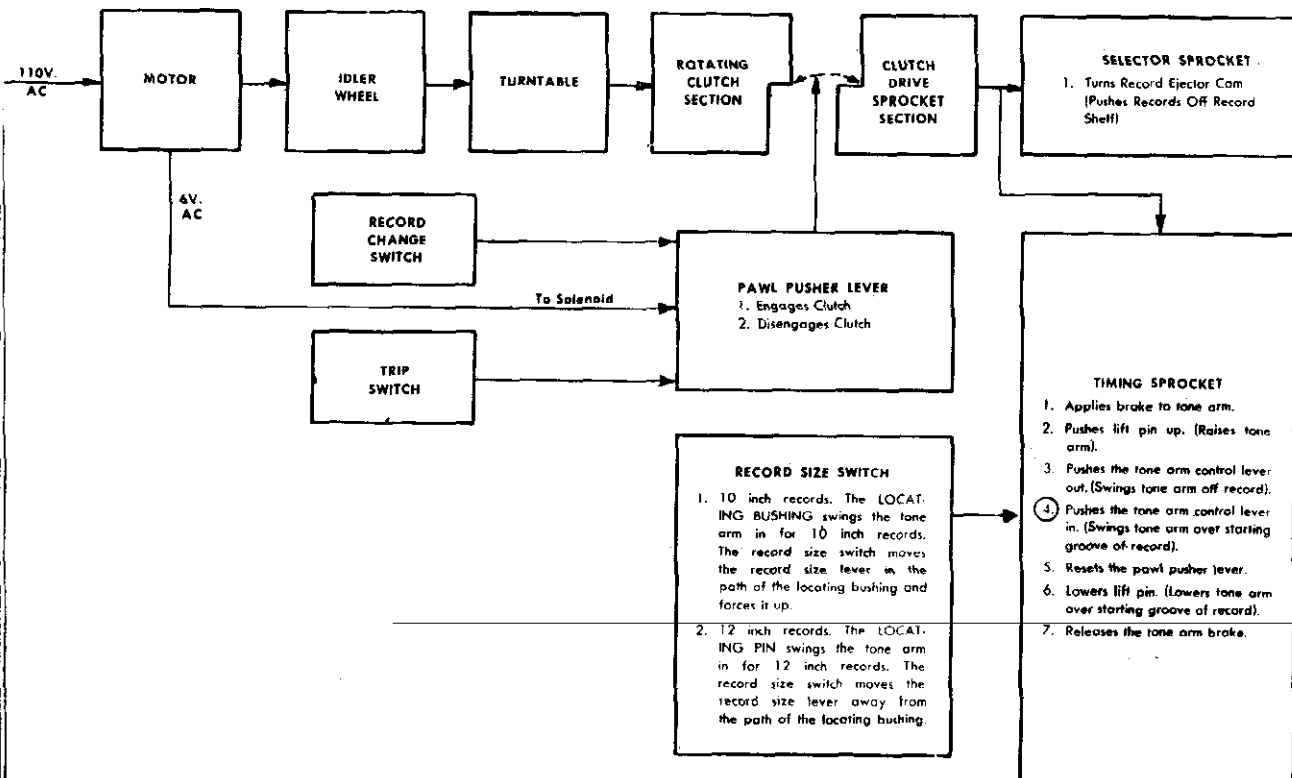 110V.
AC
MOTOR
IDLER
WHEEL
TURNTABLE
ROTATING
CLUTCH
SECTION
CLUTCH
DRIVE
SPROCKET
SECTION
SELECTOR SPROCKET
1. Turns Record Ejector Cam
(Pushes Records Off Record
Shelf)
6V.
AC
RECORD
CHANGE
SWITCH
To Solenoid
TRIP
SWITCH
PAWL PUSHER LEVER
1. Engages Clutch
2. Disengages Clutch
RECORD SIZE SWITCH
1. 10 inch records. The LOCAT-
ING BUSHING swings the tone
arm in for 10 inch records.
The record size switch moves
the record size lever in the
path of the locating bushing and
forces it up.
2. 12 inch records. The LOCAT-
ING PIN swings the tone arm
in for 12 inch records. The
record size switch moves the
record size lever away from
the path of the locating bushing.
TIMING SPROCKET
1. Applies brake to tone arm.
2. Pushes lift pin up. (Raises tone
arm).
3. Pushes the tone arm control lever
out. (Swings tone arm off record).
4. Pushes the tone arm control lever
in. (Swings tone arm over starting
groove of record).
5. Resets the pawl pusher lever.
6. Lowers lift pin. (Lowers tone arm
over starting groove of record).
7. Releases the tone arm brake.